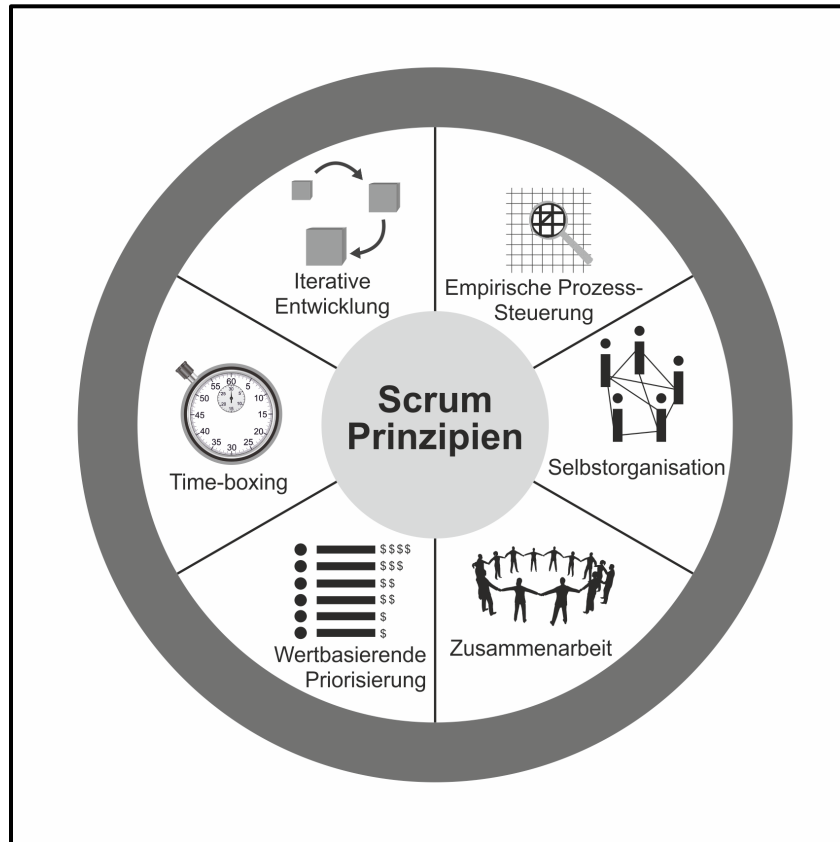 Scrum
Prinzipien
Empirische Prozess-
Steuerung
Selbstorganisation
Zusammenarbeit
$$$$
$$$
$$
$$
$
$
Wertbasierende
Priorisierung
Time-boxing
60
5
10
15
20
25
30
35
40
45
50
55
Iterative
Entwicklung